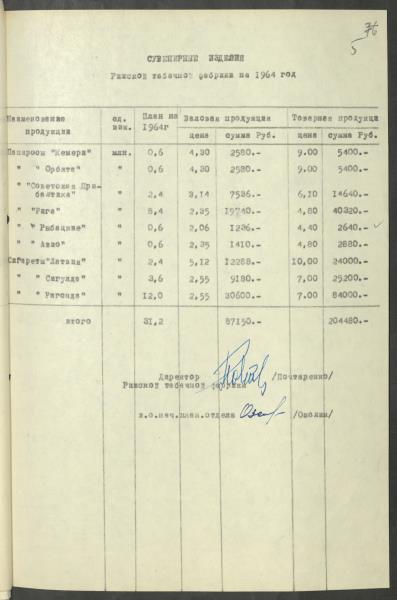 36
5
СУВЕНИРНЫЕ ИЗДЕЛИЯ
Рижской табачной фабрики на 1964 год
Наименование продукции | ед. изм. | План на 1964г | Валовая продукция | Товарная продукци
цена | сумма Руб. | цена | сумма Руб.
Папиросы "Кемери" млн. 0,6 4,30 2580.- 9.00 5400.-
" " Орбита" " 0,6 4,30 2580.- 9.00 5400.-
" "Советская При-
балтика" " 2,4 3,14 7536.- 6,10 14640.-
" "Рига" " 8,4 2,35 19740.- 4,80 40320.-
" " Рыбацкие" " 0,6 2,06 1236.- 4,40 2640.-
" " Авио" " 0,6 2,35 1410.- 4,80 2880.-
Сигареты"Латвия" " 2,4 5,12 12288.- 10,00 24000.-
" " Сигулда" " 3,6 2,55 9180.- 7,00 25200.-
" " Ригонда" " 12,0 2,55 30600.- 7.00 84000.-
итого 31,2 87150.- 204480.-
Директор /Почтаренко/
Рижской табачной фабрики
и.о.нач.план.отдела /Озолин/